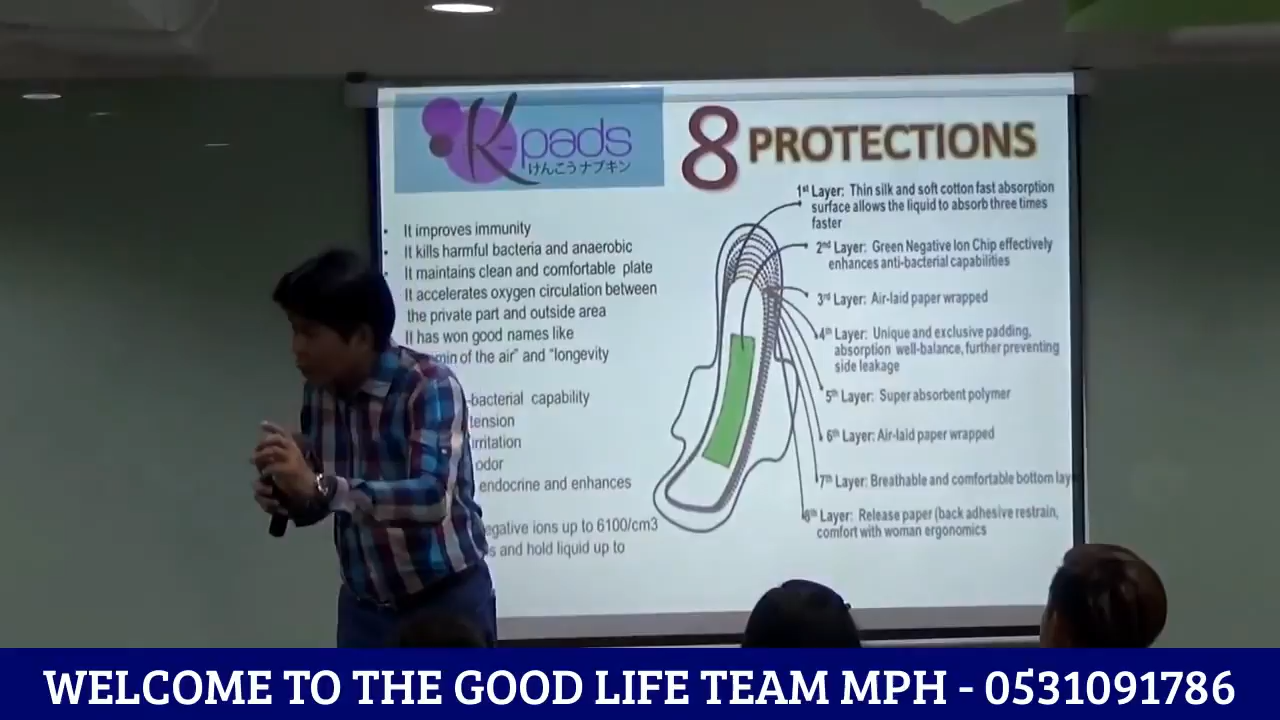 K-pads
けんこうナプキン
8 PROTECTIONS
It improves immunity
It kills harmful bacteria and anaerobic
It maintains clean and comfortable plate
It accelerates oxygen circulation between
the private part and outside area
It has won good names like
of the air" and "longevity
-bacterial capability
odor
endocrine and enhances
ions up to 6100/cm3
and hold liquid up to
1st Layer: Thin silk and soft cotton fast absorption
surface allows the liquid to absorb three times
faster
2nd Layer: Green Negative Ion Chip effectively
enhances anti-bacterial capabilities
3rd Layer: Air-laid paper wrapped
4th Layer: Unique and exclusive padding,
absorption well-balance, further preventing
side leakage
5th Layer: Super absorbent polymer
6th Layer: Air-laid paper wrapped
7th Layer: Breathable and comfortable bottom
Layer: Release paper (back adhesive restrain,
comfort with woman ergonomics
WELCOME TO THE GOOD LIFE TEAM MPH - 0531091786